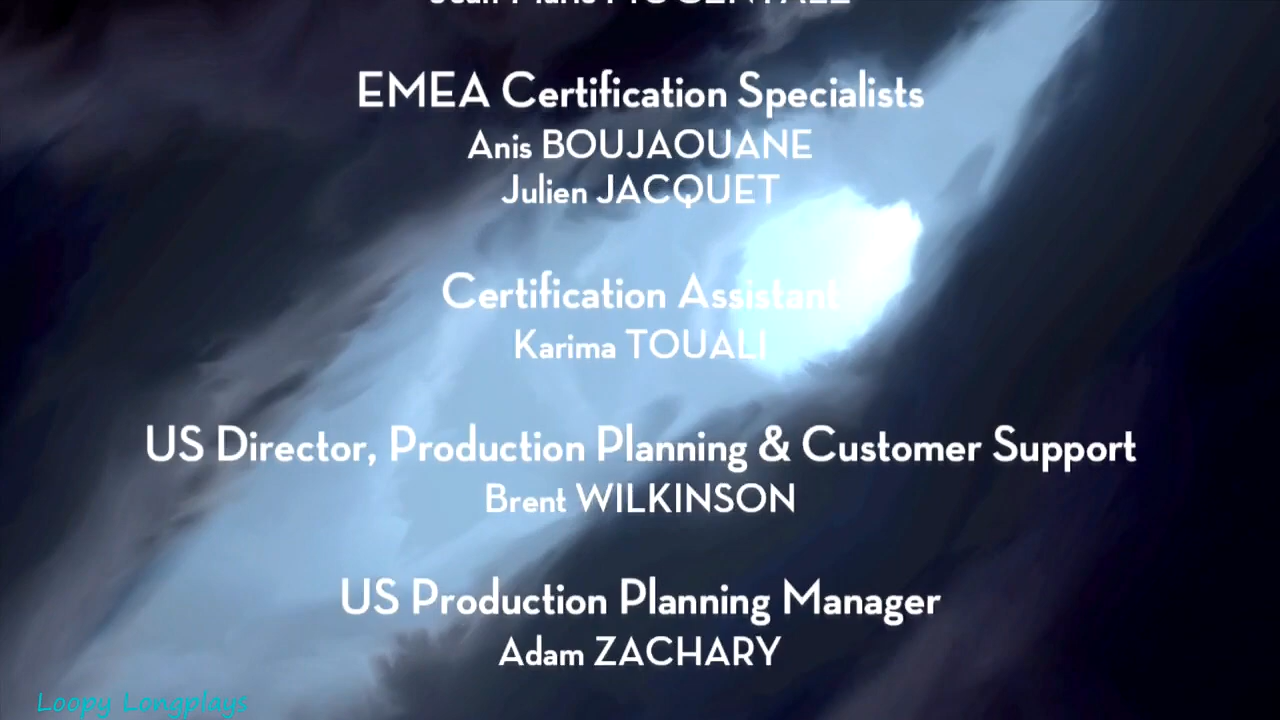 EMEA Certification Specialists
Anis BOUJAOUANE
Julien JACQUET
Certification Assistant
Karima TOUALI
US Director, Production Planning & Customer Support
Brent WILKINSON
US Production Planning Manager
Adam ZACHARY
Loopy Longplays